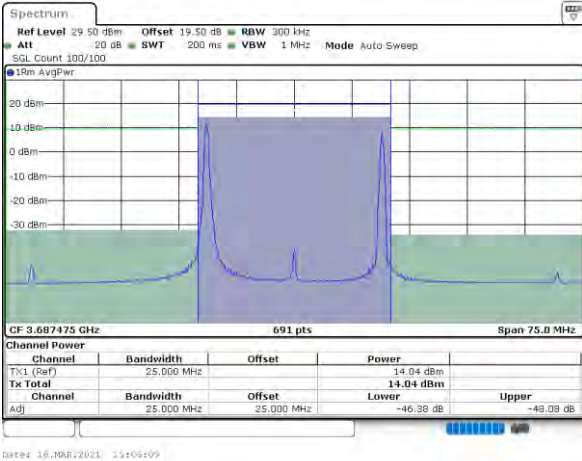 Spectrum
Ref Level 29.50 dBm Offset 19.50 dB RBW 300 kHz
Att 20 dB SWT 200 ms VBW 1 MHz Mode Auto Sweep
SGL Count 100/100
1Rm AvgPwr
20 dBm
10 dBm
0 dBm
-10 dBm
-20 dBm
-30 dBm
CF 3.687475 GHz 691 pts Span 75.0 MHz
Channel Power
Channel Bandwidth Offset Power
TX1 (Ref) 25.000 MHz 14.04 dBm
Tx Total 14.04 dBm
Channel Bandwidth Offset Lower Upper
Adj 25.000 MHz 25.000 MHz -46.38 dB -48.08 dB
Date: 18.MAR.2021 11:06:09